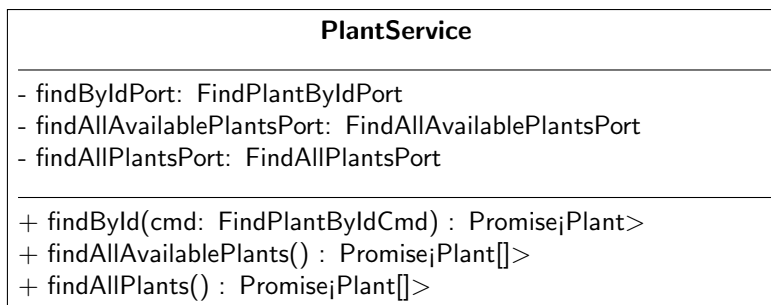 PlantService
- findByIdPort: FindPlantByIdPort
- findAllAvailablePlantsPort: FindAllAvailablePlantsPort
- findAllPlantsPort: FindAllPlantsPort
+ findById(cmd: FindPlantByIdCmd) : Promise¡Plant>
+ findAllAvailablePlants() : Promise¡Plant[]>
+ findAllPlants() : Promise¡Plant[]>